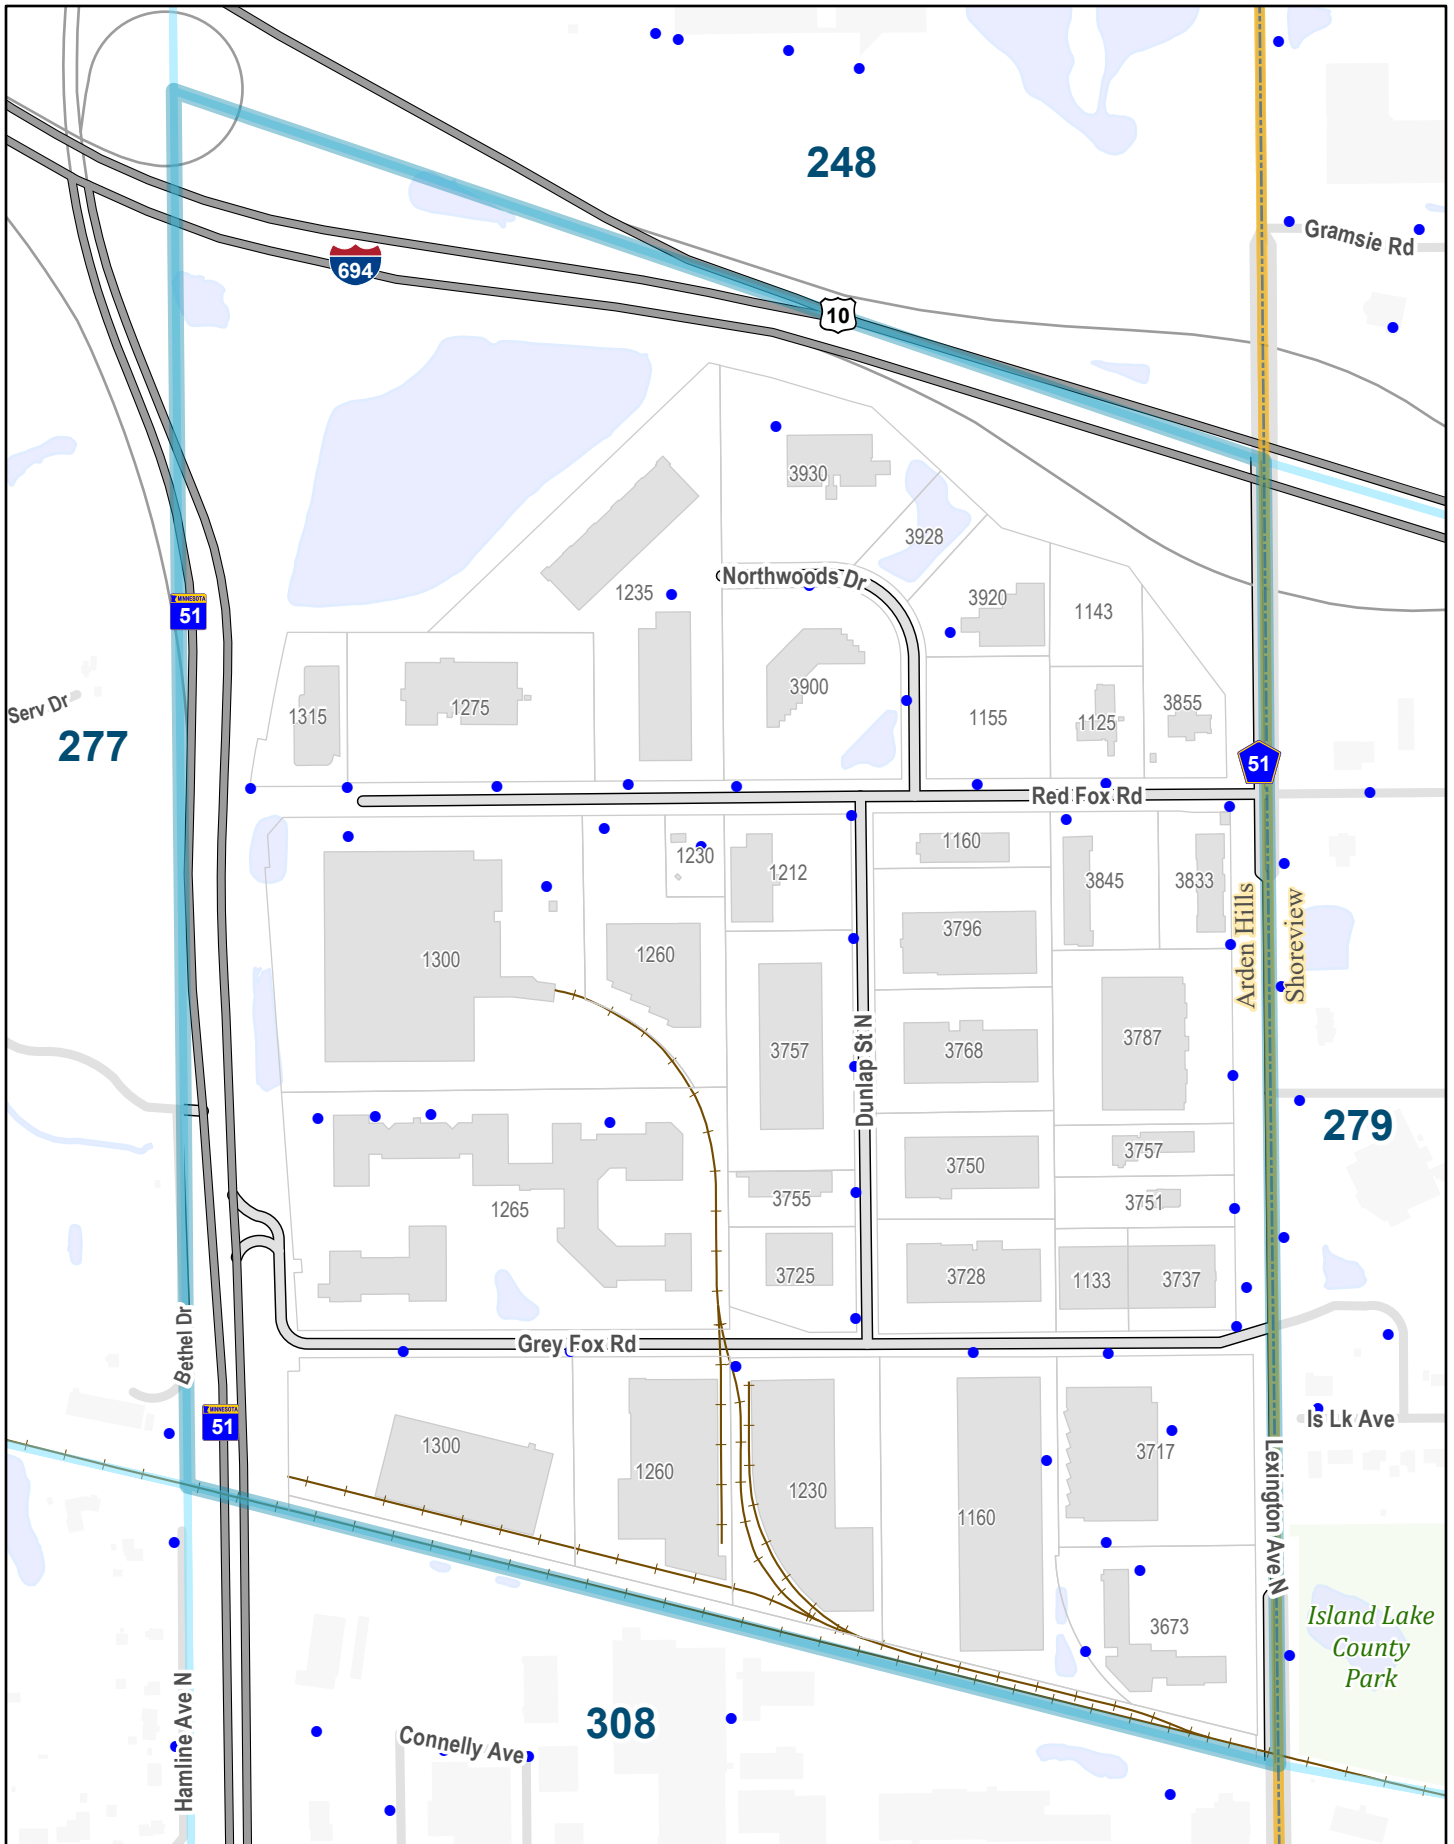 248
Gramsie Rd
694
10
3930
3928
Northwoods Dr
1235
3920
1143
MINNESOTA
51
3900
1315
1275
1155
1125
3855
Serv Dr
277
51
Red Fox Rd
1160
1230
1212
3845
3833
Arden Hills
Shoreview
3796
1300
1260
3757
Dunlap St N
3768
3787
279
3757
3750
3755
3751
1265
3725
3728
1133
3737
Bethel Dr
Grey Fox Rd
MINNESOTA
51
Is Lk Ave
1300
1260
1230
1160
3717
Lexington Ave N
Island Lake
County
Park
3673
308
Connelly Ave
Hamline Ave N